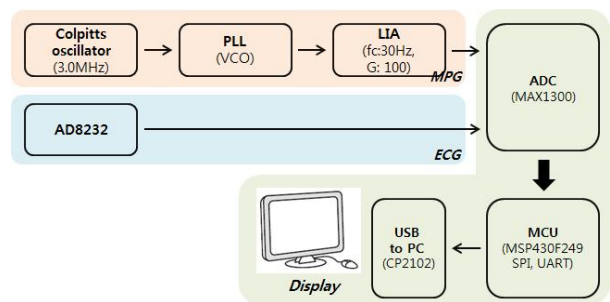 Colpitts
oscillator
(3.0MHz)
PLL
(VCO)
LIA
(fc:30Hz,
G: 100)
MPG
ADC
(MAX1300)
AD8232
ECG
MCU
(MSP430F249
SPI, UART)
USB
to PC
(CP2102)
Display